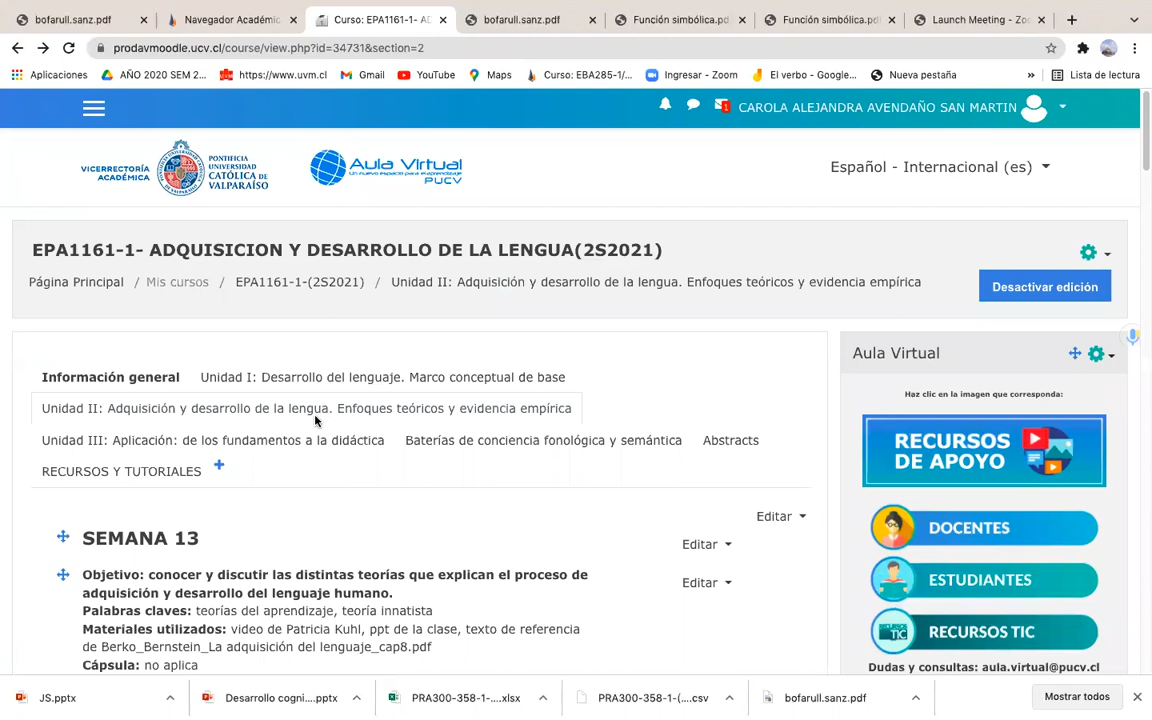 bofarull.sanz.pdf
Navegador Académic
Curso: EPA1161-1- AD
bofarull.sanz.pdf
Función simbólica.pd
Función simbólica.pd
Launch Meeting - Zoo
prodavmoodle.ucv.cl/course/view.php?id=34731&section=2
Aplicaciones
AÑO 2020 SEM 2...
https://www.uvm.cl
Gmail
YouTube
Maps
Curso: EBA285-1/...
Ingresar - Zoom
El verbo - Google...
Nueva pestaña
»
Lista de lectura
1
CAROLA ALEJANDRA AVENDAÑO SAN MARTIN
VICERRECTORÍA
ACADÉMICA
PONTIFICIA
UNIVERSIDAD
CATÓLICA DE
VALPARAÍSO
Aula Virtual
Un nuevo espacio para aprender
PUCV
Español - Internacional (es)
EPA1161-1- ADQUISICION Y DESARROLLO DE LA LENGUA(2S2021)
Página Principal / Mis cursos / EPA1161-1-(2S2021) / Unidad II: Adquisición y desarrollo de la lengua. Enfoques teóricos y evidencia empírica
Desactivar edición
Información general
Unidad I: Desarrollo del lenguaje. Marco conceptual de base
Unidad II: Adquisición y desarrollo de la lengua. Enfoques teóricos y evidencia empírica
Unidad III: Aplicación: de los fundamentos a la didáctica
Baterías de conciencia fonológica y semántica
Abstracts
RECURSOS Y TUTORIALES
Editar
SEMANA 13
Editar
Objetivo: conocer y discutir las distintas teorías que explican el proceso de
adquisición y desarrollo del lenguaje humano.
Editar
Palabras claves: teorías del aprendizaje, teoría innatista
Materiales utilizados: video de Patricia Kuhl, ppt de la clase, texto de referencia
de Berko_Bernstein_La adquisición del lenguaje_cap8.pdf
Cápsula: no aplica
Aula Virtual
Haz clic en la imagen que corresponda:
RECURSOS
DE APOYO
DOCENTES
ESTUDIANTES
TIC
RECURSOS TIC
Dudas y consultas: aula.virtual@pucv.cl
JS.pptx
Desarrollo cogni....pptx
PRA300-358-1-....xlsx
PRA300-358-1-(....csv
bofarull.sanz.pdf
Mostrar todos